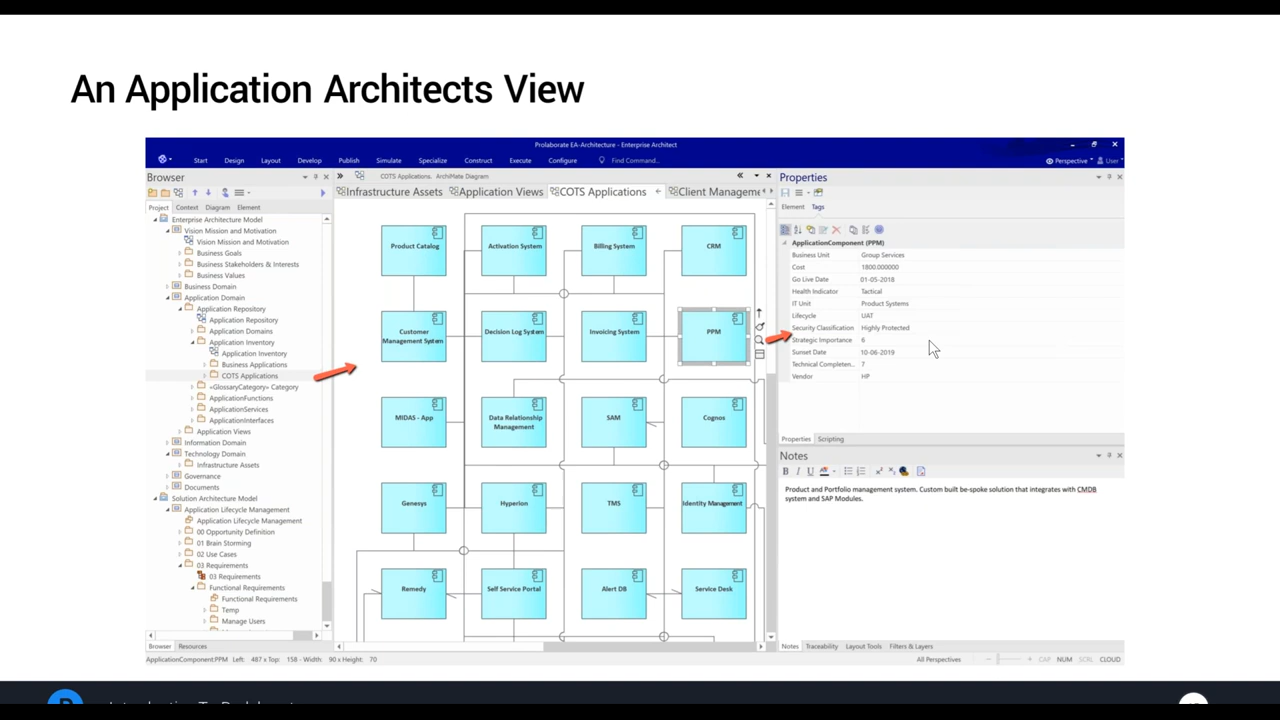 An Application Architects View
Prolaborate EA-Architecture - Enterprise Architect
Start Design Layout Develop Publish Simulate Specialize Construct Execute Configure Find Command... Perspective User
Browser
Project Context Diagram Element
Enterprise Architecture Model
Vision Mission and Motivation
Vision Mission and Motivation
Business Goals
Business Stakeholders & Interests
Business Values
Business Domain
Application Domain
Application Repository
Application Repository
Application Domains
Application Inventory
Application Inventory
Business Applications
COTS Applications
«GlossaryCategory» Category
ApplicationFunctions
ApplicationServices
ApplicationInterfaces
Application Views
Information Domain
Technology Domain
Infrastructure Assets
Governance
Documents
Solution Architecture Model
Application Lifecycle Management
Application Lifecycle Management
00 Opportunity Definition
01 Brain Storming
02 Use Cases
03 Requirements
03 Requirements
Functional Requirements
Functional Requirements
Temp
Manage Users
Browser Resources
COTS Applications. ArchiMate Diagram
Infrastructure Assets Application Views COTS Applications Client Manageme
Product Catalog
Activation System
Billing System
CRM
Customer
Management System
Decision Log System
Invoicing System
PPM
MIDAS - App
Data Relationship
Management
SAM
Cognos
Genesys
Hyperion
TMS
Identity Management
Remedy
Self Service Portal
Alert DB
Service Desk
Properties
Element Tags
ApplicationComponent (PPM)
Business Unit Group Services
Cost 1800.000000
Go Live Date 01-05-2018
Health Indicator Tactical
IT Unit Product Systems
Lifecycle UAT
Security Classification Highly Protected
Strategic Importance 6
Sunset Date 10-06-2019
Technical Completen.. 7
Vendor HP
Properties Scripting
Notes
B I U
Product and Portfolio management system. Custom built be-spoke solution that integrates with CMDB
system and SAP Modules.
Notes Traceability Layout Tools Filters & Layers
ApplicationComponent:PPM Left: 487 x Top: 158 - Width: 90 x Height: 70
All Perspectives CAP NUM SCRL CLOUD